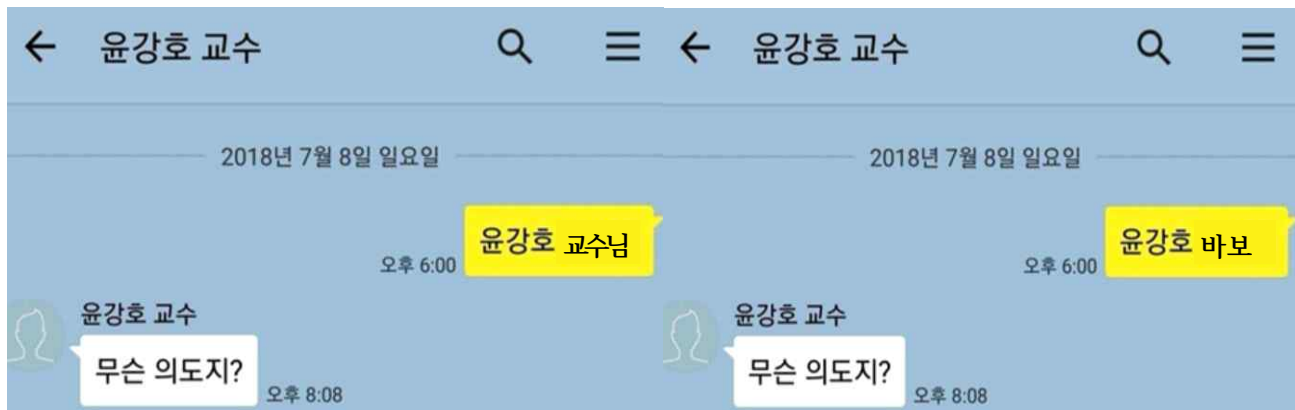 윤강호 교수
2018년 7월 8일 일요일
윤강호 교수님
오후 6:00
윤강호 교수
무슨 의도지?
오후 8:08
윤강호 교수
2018년 7월 8일 일요일
윤강호 바보
오후 6:00
윤강호 교수
무슨 의도지?
오후 8:08